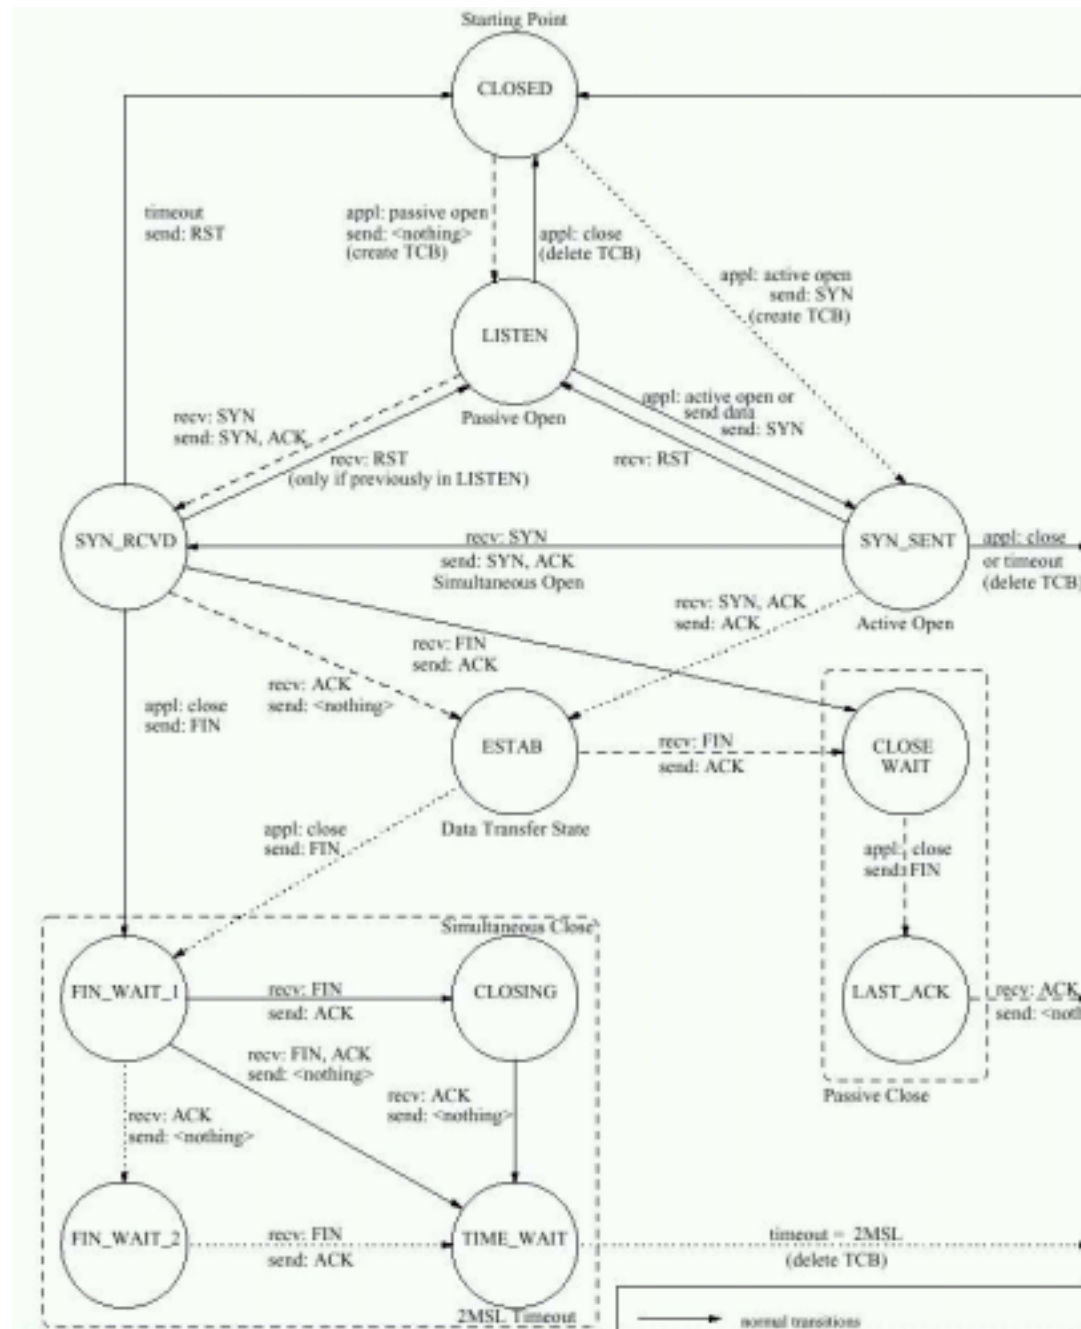 Starting Point
CLOSED
timeout
send: RST
appl: passive open
send: <nothing>
(create TCB)
appl: close
(delete TCB)
appl: active open
send: SYN
(create TCB)
LISTEN
Passive Open
appl: active open or
send data
send: SYN
recv: SYN
send: SYN, ACK
recv: RST
(only if previously in LISTEN)
recv: RST
SYN_RCVD
recv: SYN
send: SYN, ACK
Simultaneous Open
SYN_SENT
Active Open
appl: close
or timeout
(delete TCB)
recv: SYN, ACK
send: ACK
recv: FIN
send: ACK
recv: ACK
send: <nothing>
appl: close
send: FIN
ESTAB
Data Transfer State
recv: FIN
send: ACK
CLOSE
WAIT
appl: close
send: FIN
appl: close
send: FIN
Simultaneous Close
FIN_WAIT_1
recv: FIN
send: ACK
CLOSING
LAST_ACK
recv: ACK
send: <noth
Passive Close
recv: FIN, ACK
send: <nothing>
recv: ACK
send: <nothing>
recv: ACK
send: <nothing>
FIN_WAIT_2
recv: FIN
send: ACK
TIME_WAIT
2MSL Timeout
timeout = 2MSL
(delete TCB)
normal transitions